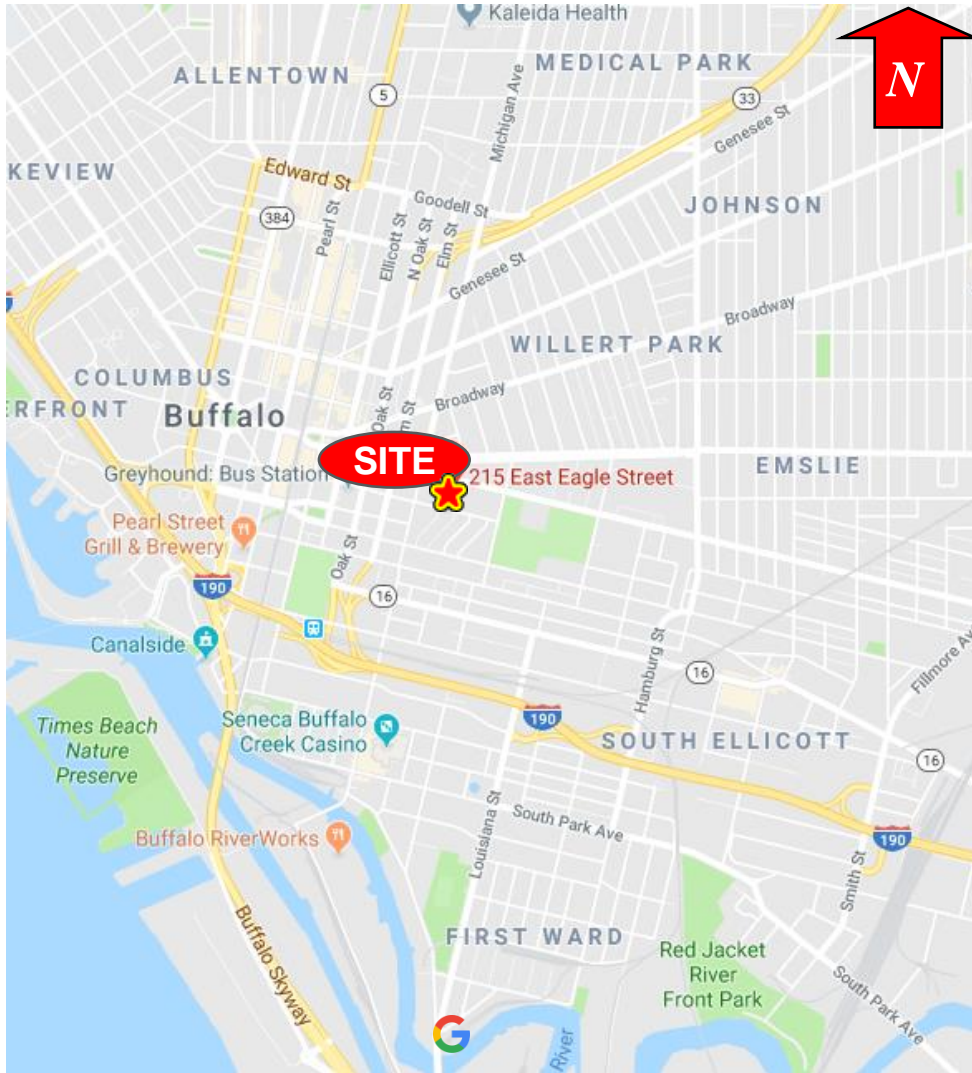 Kaleida Health
N
ALLENTOWN
MEDICAL PARK
5
33
Michigan Ave
Genesee St
KEVIEW
Edward St
Goodell St
JOHNSON
384
Pearl St
Ellicott St
N Oak St
Elm St
Genesee St
Broadway
WILLERT PARK
COLUMBUS
RFRONT
Buffalo
Oak St
m St
Broadway
SITE
EMSLIE
Greyhound: Bus Station
215 East Eagle Street
Pearl Street
Grill & Brewery
Oak St
190
16
Canalside
Hamburg St
16
Fillmore Av
Times Beach
Nature
Preserve
Seneca Buffalo
Creek Casino
190
SOUTH ELLICOTT
16
Louisiana St
South Park Ave
Buffalo RiverWorks
190
Smith St
Buffalo Skyway
FIRST WARD
Red Jacket
River
Front Park
South Park Ave
G
River